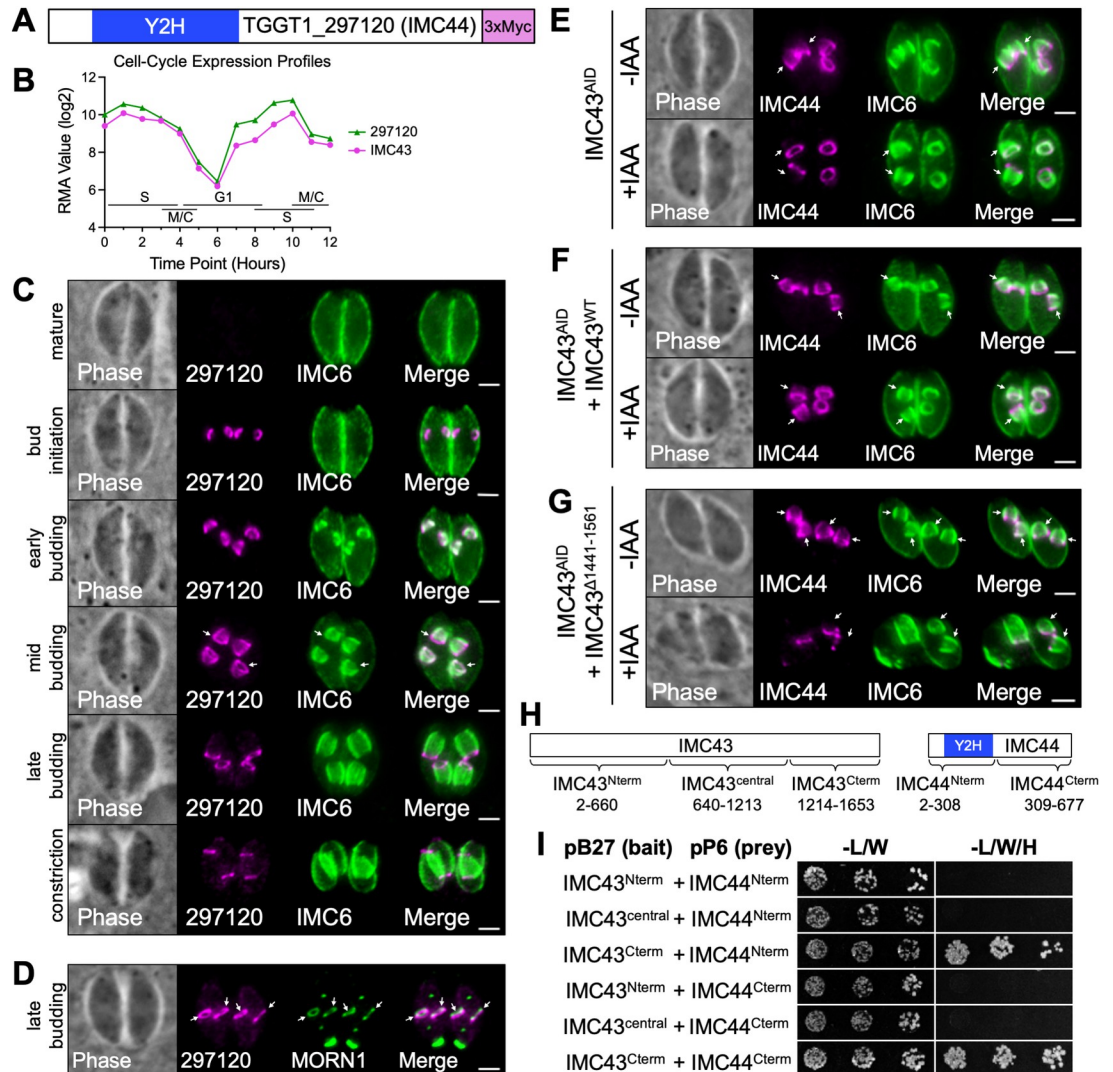 A
Y2H TGGT1_297120 (IMC44) 3xMyc
B
Cell-Cycle Expression Profiles
RMA Value (log2)
12
10
8
6
4
297120
IMC43
S G1 M/C
M/C S
0 2 4 6 8 10 12
Time Point (Hours)
C
mature
Phase 297120 IMC6 Merge
bud initiation
Phase 297120 IMC6 Merge
early budding
Phase 297120 IMC6 Merge
mid budding
Phase 297120 IMC6 Merge
late budding
Phase 297120 IMC6 Merge
constriction
Phase 297120 IMC6 Merge
D
late budding
Phase 297120 MORN1 Merge
E
IMC43AID
-IAA
Phase IMC44 IMC6 Merge
+IAA
Phase IMC44 IMC6 Merge
F
IMC43AID
+ IMC43WT
-IAA
Phase IMC44 IMC6 Merge
+IAA
Phase IMC44 IMC6 Merge
G
IMC43AID
+ IMC43Δ1441-1561
-IAA
Phase IMC44 IMC6 Merge
+IAA
Phase IMC44 IMC6 Merge
H
IMC43 Y2H IMC44
IMC43Nterm IMC43central IMC43Cterm IMC44Nterm IMC44Cterm
2-660 640-1213 1214-1653 2-308 309-677
I
pB27 (bait) pP6 (prey) -L/W -L/W/H
IMC43Nterm + IMC44Nterm
IMC43central + IMC44Nterm
IMC43Cterm + IMC44Nterm
IMC43Nterm + IMC44Cterm
IMC43central + IMC44Cterm
IMC43Cterm + IMC44Cterm